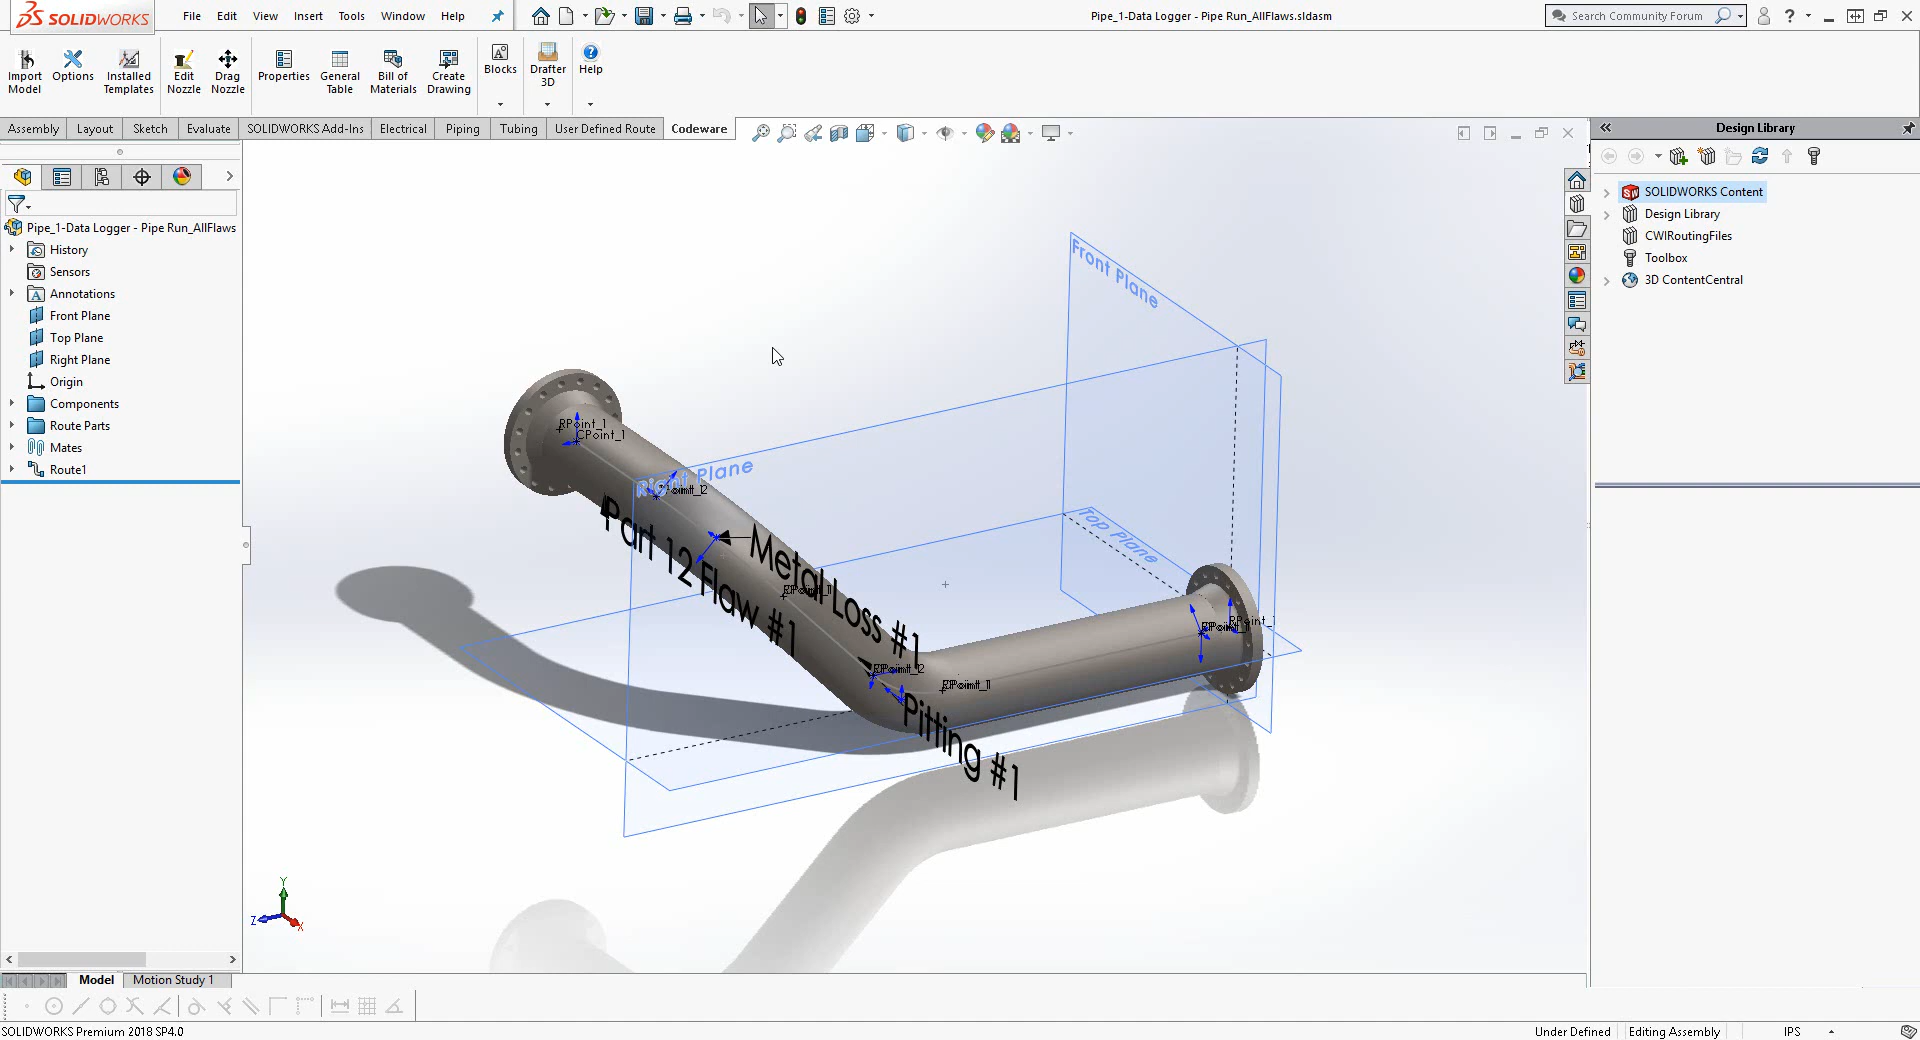 SOLIDWORKS
File Edit View Insert Tools Window Help
Pipe_1-Data Logger - Pipe Run_AllFlaws.sldasm
Search Community Forum
Import Model
Options
Installed Templates
Edit Nozzle
Drag Nozzle
Properties
General Table
Bill of Materials
Create Drawing
Blocks
Drafter 3D
Help
Assembly Layout Sketch Evaluate SOLIDWORKS Add-Ins Electrical Piping Tubing User Defined Route Codeware
Design Library
Pipe_1-Data Logger - Pipe Run_AllFlaws
History
Sensors
Annotations
Front Plane
Top Plane
Right Plane
Origin
Components
Route Parts
Mates
Route1
SOLIDWORKS Content
Design Library
CWIRoutingFiles
Toolbox
3D ContentCentral
Front Plane
Right Plane
Top Plane
RPoint_1
CPoint_1
Part 12 Flaw #1
Metal Loss #1
Pitting #1
RPoint_1
Y
Z
X
Model Motion Study 1
SOLIDWORKS Premium 2018 SP4.0
Under Defined Editing Assembly IPS